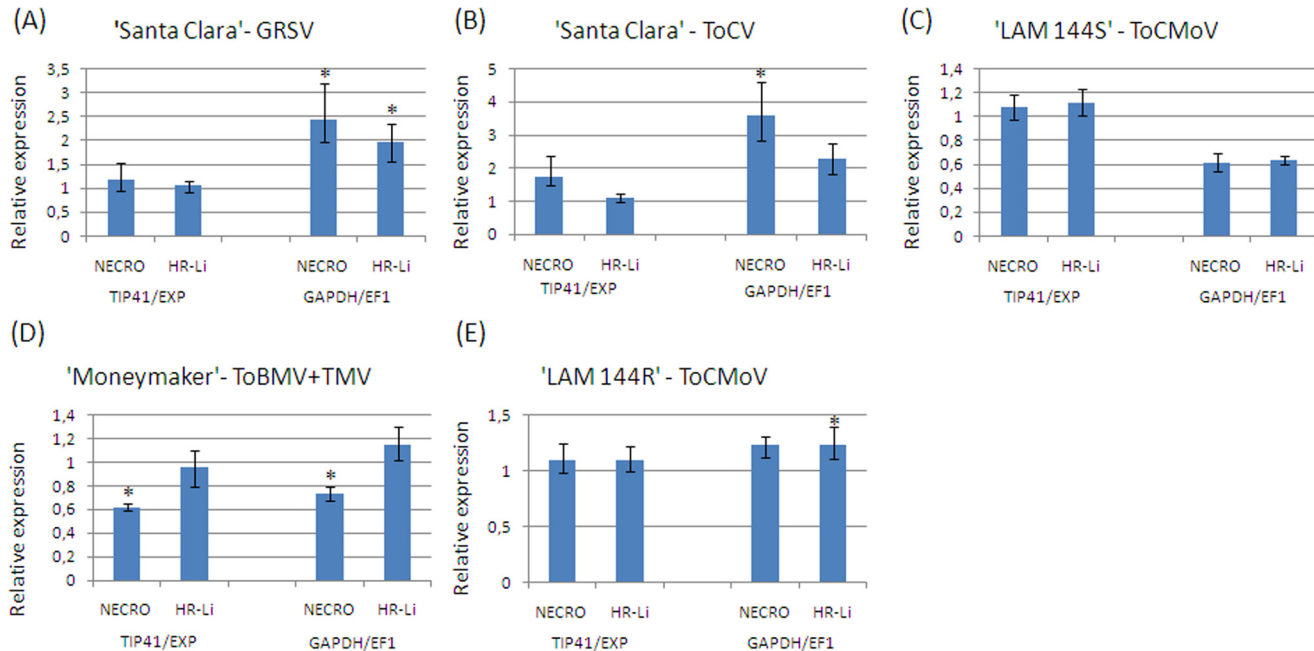 (A)
'Santa Clara'- GRSV
Relative expression
3,5
3
2,5
2
1,5
1
0,5
0
*
*
NECRO HR-Li NECRO HR-Li
TIP41/EXP GAPDH/EF1
(B)
'Santa Clara' - ToCV
Relative expression
5
4
3
2
1
0
*
NECRO HR-Li NECRO HR-Li
TIP41/EXP GAPDH/EF1
(C)
'LAM 144S' - ToCMoV
Relative expression
1,4
1,2
1
0,8
0,6
0,4
0,2
0
NECRO HR-Li NECRO HR-Li
TIP41/EXP GAPDH/EF1
(D)
'Moneymaker'- ToBMV+TMV
Relative expression
1,4
1,2
1
0,8
0,6
0,4
0,2
0
*
*
NECRO HR-Li NECRO HR-Li
TIP41/EXP GAPDH/EF1
(E)
'LAM 144R' - ToCMoV
Relative expression
1,5
1
0,5
0
*
NECRO HR-Li NECRO HR-Li
TIP41/EXP GAPDH/EF1